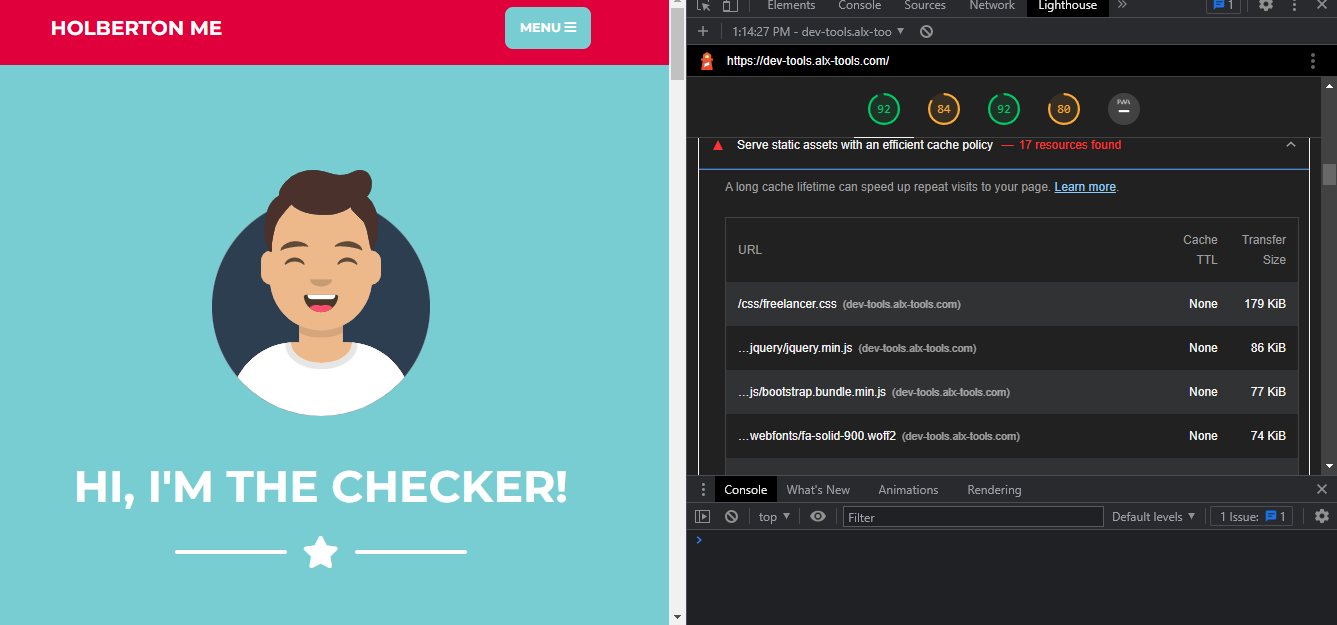 HOLBERTON ME
MENU
HI, I'M THE CHECKER!
Elements Console Sources Network Lighthouse » 1
1:14:27 PM - dev-tools.alx-too
https://dev-tools.alx-tools.com/
92 84 92 80 PWA
Serve static assets with an efficient cache policy — 17 resources found
A long cache lifetime can speed up repeat visits to your page. Learn more.
URL Cache TTL Transfer Size
/css/freelancer.css (dev-tools.alx-tools.com) None 179 KiB
…jquery/jquery.min.js (dev-tools.alx-tools.com) None 86 KiB
…js/bootstrap.bundle.min.js (dev-tools.alx-tools.com) None 77 KiB
…webfonts/fa-solid-900.woff2 (dev-tools.alx-tools.com) None 74 KiB
Console What's New Animations Rendering
top Filter Default levels 1 Issue: 1